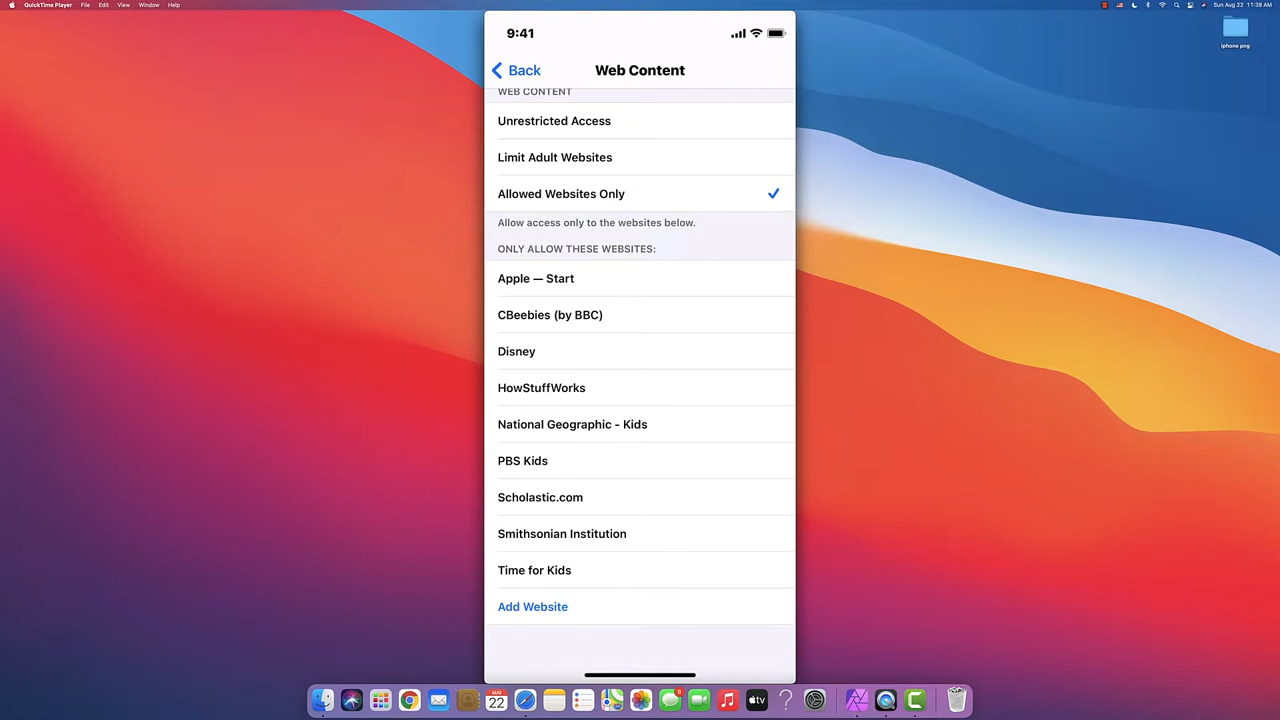 QuickTime Player File Edit View Window Help
Sun Aug 22 11:38 AM
iphone png
9:41
Back
Web Content
WEB CONTENT
Unrestricted Access
Limit Adult Websites
Allowed Websites Only
Allow access only to the websites below.
ONLY ALLOW THESE WEBSITES:
Apple — Start
CBeebies (by BBC)
Disney
HowStuffWorks
National Geographic - Kids
PBS Kids
Scholastic.com
Smithsonian Institution
Time for Kids
Add Website
AUG
22
tv